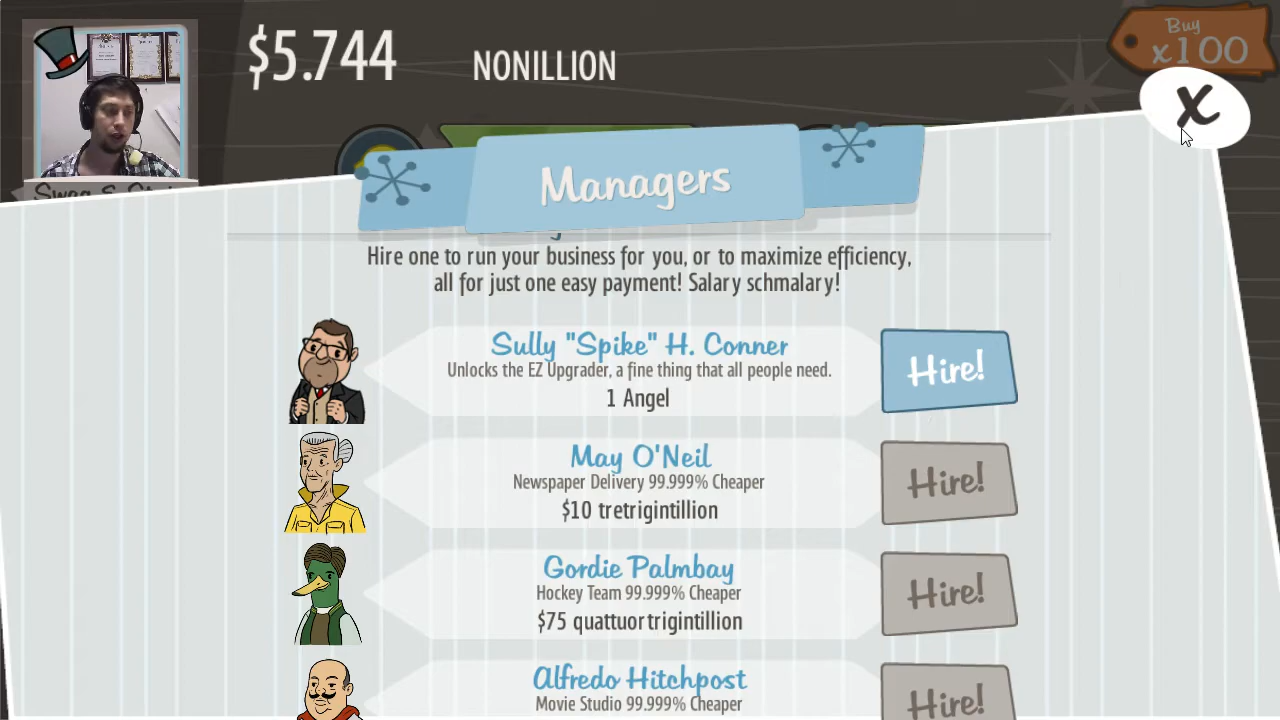 $5.744 NONILLION
Buy
x100
X
Managers
Hire one to run your business for you, or to maximize efficiency,
all for just one easy payment! Salary schmalary!
Sully "Spike" H. Conner
Unlocks the EZ Upgrader, a fine thing that all people need.
1 Angel
Hire!
May O'Neil
Newspaper Delivery 99.999% Cheaper
$10 tretrigintillion
Hire!
Gordie Palmbay
Hockey Team 99.999% Cheaper
$75 quattuortrigintillion
Hire!
Alfredo Hitchpost
Movie Studio 99.999% Cheaper
Hire!